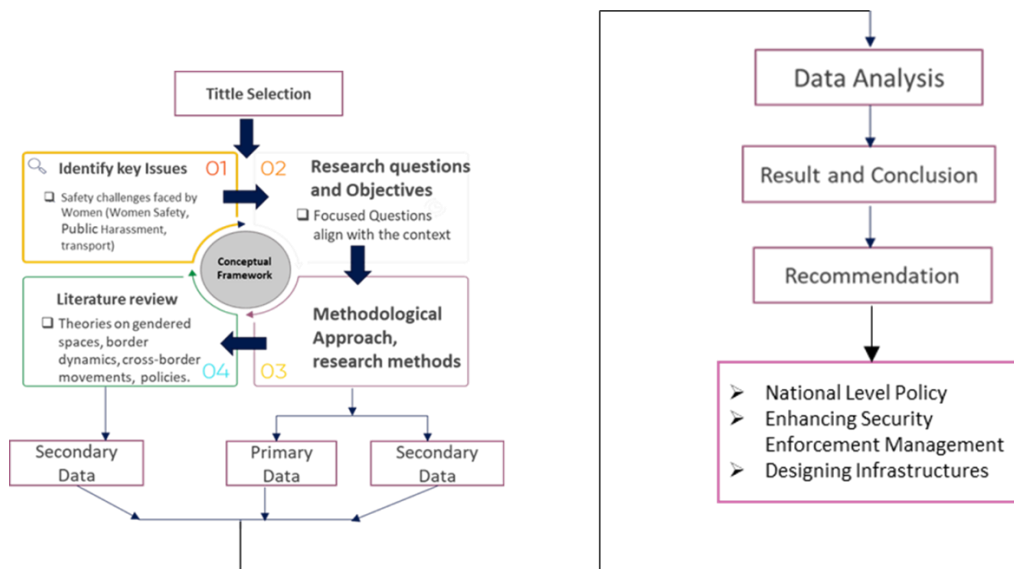 Tittle Selection
Identify key Issues
01
❑ Safety challenges faced by
Women (Women Safety,
Public Harassment,
transport)
02
Research questions
and Objectives
❑ Focused Questions
align with the context
Conceptual
Framework
Literature review
❑ Theories on gendered
spaces, border
dynamics, cross-border
movements, policies.
04
Methodological
Approach,
research methods
03
Secondary
Data
Primary
Data
Secondary
Data
Data Analysis
Result and Conclusion
Recommendation
➢ National Level Policy
➢ Enhancing Security
Enforcement Management
➢ Designing Infrastructures